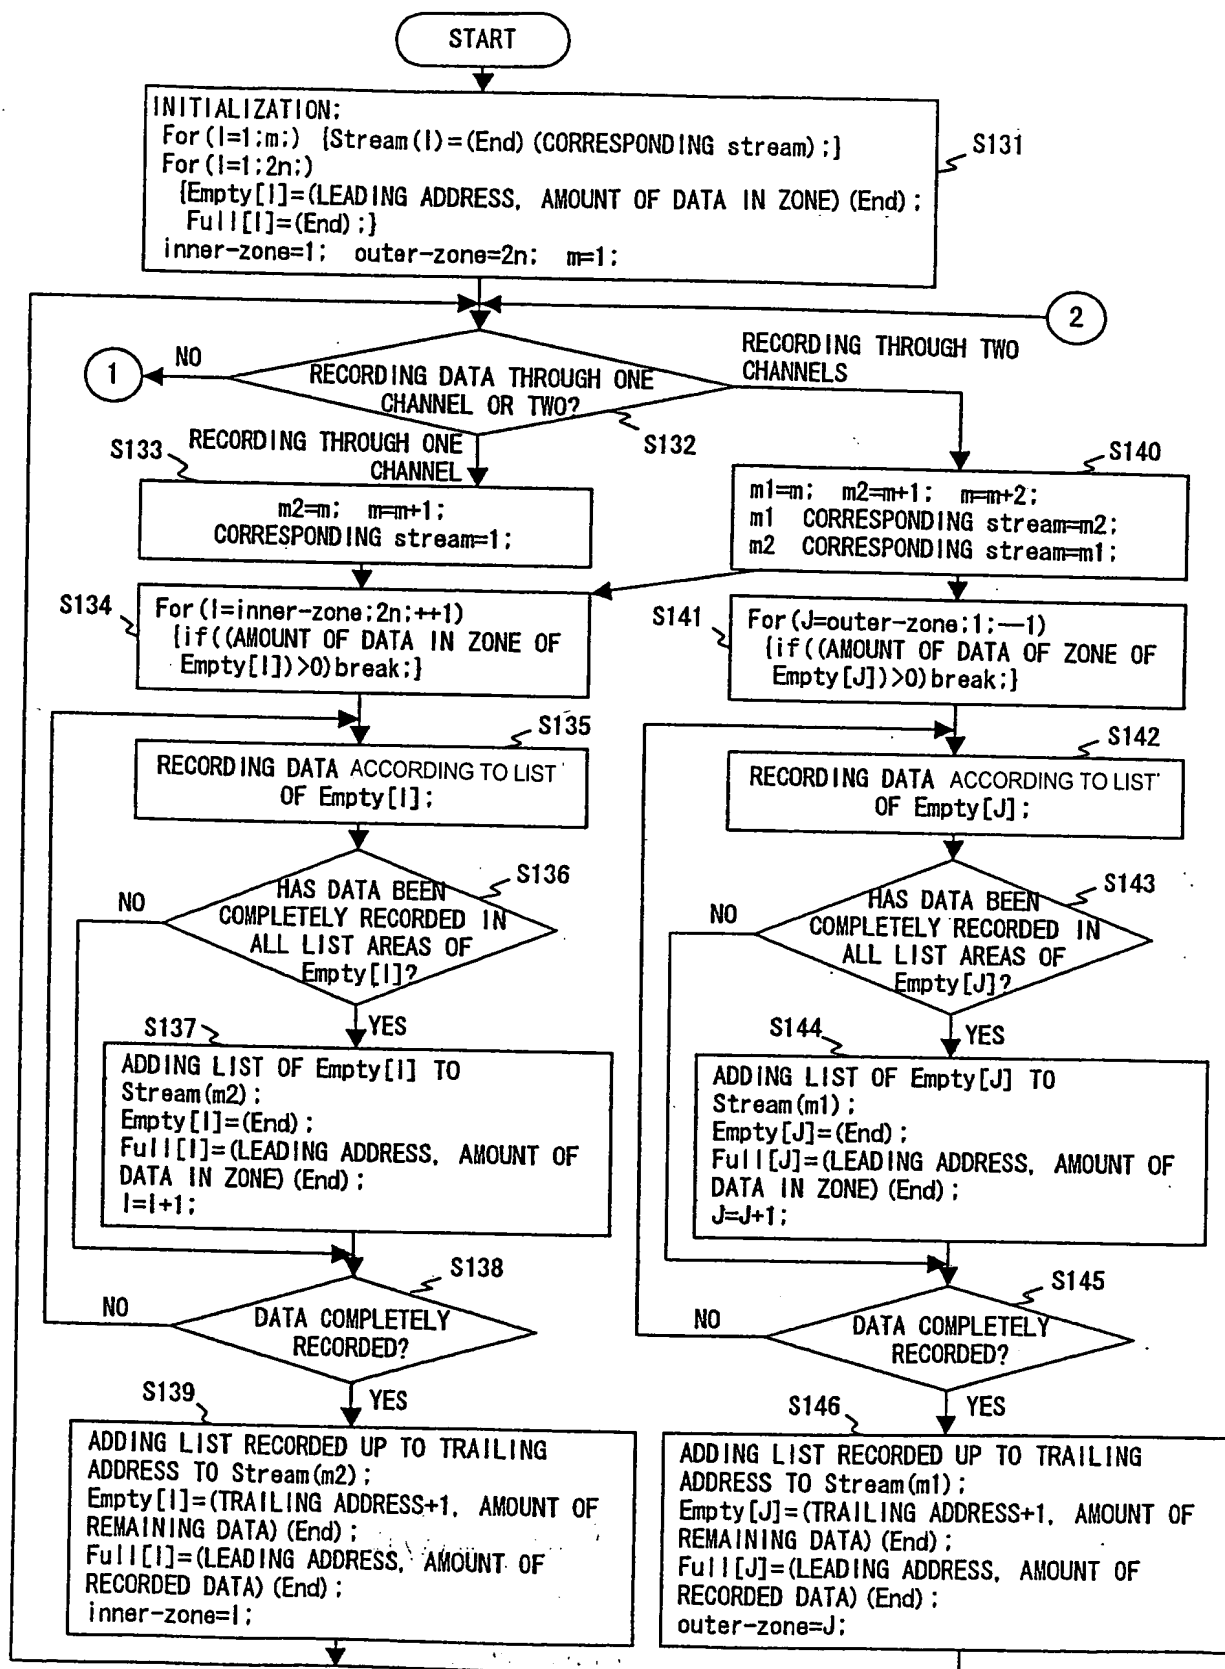 START
INITIALIZATION;
For(I=1;m;) {Stream(I)=(End)(CORRESPONDING stream);}
For(I=1;2n;)
{Empty[I]=(LEADING ADDRESS, AMOUNT OF DATA IN ZONE)(End);
Full[I]=(End);}
inner-zone=1; outer-zone=2n; m=1;
S131
2
1
NO
RECORDING DATA THROUGH ONE
CHANNEL OR TWO?
S132
RECORDING THROUGH TWO
CHANNELS
RECORDING THROUGH ONE
CHANNEL
S133
m2=m; m=m+1;
CORRESPONDING stream=1;
S140
m1=m; m2=m+1; m=m+2;
m1 CORRESPONDING stream=m2;
m2 CORRESPONDING stream=m1;
S134
For(I=inner-zone;2n;++1)
{if((AMOUNT OF DATA IN ZONE OF
Empty[I])>0)break;}
S141
For(J=outer-zone;1;--1)
{if((AMOUNT OF DATA OF ZONE OF
Empty[J])>0)break;}
S135
RECORDING DATA ACCORDING TO LIST
OF Empty[I];
S142
RECORDING DATA ACCORDING TO LIST
OF Empty[J];
S136
NO
HAS DATA BEEN
COMPLETELY RECORDED IN
ALL LIST AREAS OF
Empty[I]?
YES
S143
NO
HAS DATA BEEN
COMPLETELY RECORDED IN
ALL LIST AREAS OF
Empty[J]?
YES
S137
ADDING LIST OF Empty[I] TO
Stream(m2);
Empty[I]=(End);
Full[I]=(LEADING ADDRESS, AMOUNT OF
DATA IN ZONE)(End);
I=I+1;
S144
ADDING LIST OF Empty[J] TO
Stream(m1);
Empty[J]=(End);
Full[J]=(LEADING ADDRESS, AMOUNT OF
DATA IN ZONE)(End);
J=J+1;
S138
NO
DATA COMPLETELY
RECORDED?
YES
S145
NO
DATA COMPLETELY
RECORDED?
YES
S139
ADDING LIST RECORDED UP TO TRAILING
ADDRESS TO Stream(m2);
Empty[I]=(TRAILING ADDRESS+1, AMOUNT OF
REMAINING DATA)(End);
Full[I]=(LEADING ADDRESS, AMOUNT OF
RECORDED DATA)(End);
inner-zone=I;
S146
ADDING LIST RECORDED UP TO TRAILING
ADDRESS TO Stream(m1);
Empty[J]=(TRAILING ADDRESS+1, AMOUNT OF
REMAINING DATA)(End);
Full[J]=(LEADING ADDRESS, AMOUNT OF
RECORDED DATA)(End);
outer-zone=J;